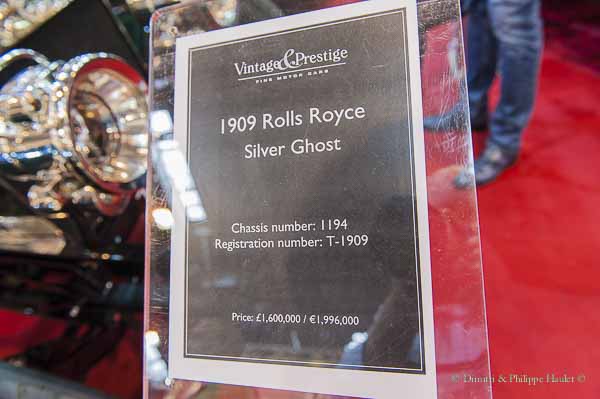 Vintage & Prestige
FINE MOTOR CARS
1909 Rolls Royce
Silver Ghost
Chassis number: 1194
Registration number: T-1909
Price: £1,600,000 / €1,996,000
© Dimitri & Philippe Haulet ©